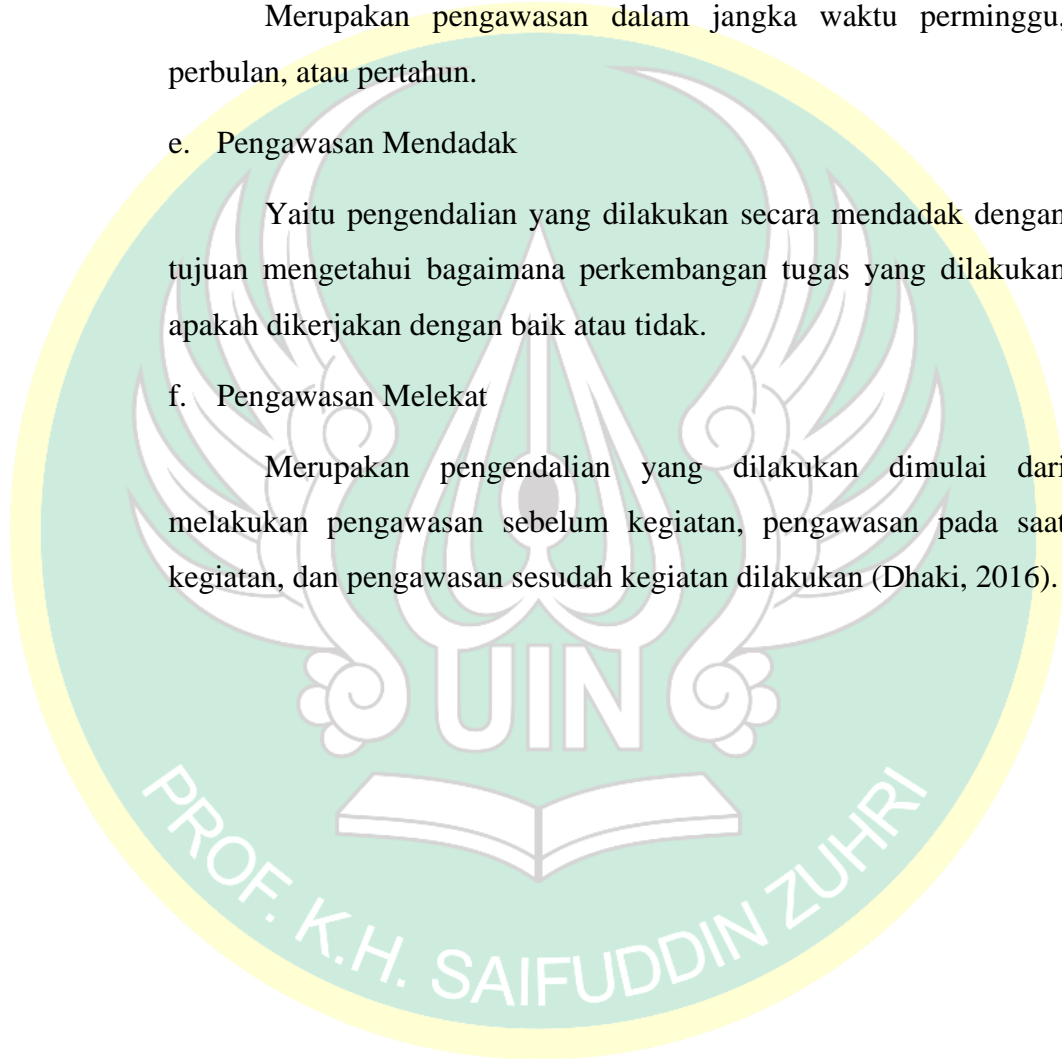 Merupakan pengawasan dalam jangka waktu perminggu,
perbulan, atau pertahun.
e. Pengawasan Mendadak
Yaitu pengendalian yang dilakukan secara mendadak dengan
tujuan mengetahui bagaimana perkembangan tugas yang dilakukan
apakah dikerjakan dengan baik atau tidak.
f. Pengawasan Melekat
Merupakan pengendalian yang dilakukan dimulai dari
melakukan pengawasan sebelum kegiatan, pengawasan pada saat
kegiatan, dan pengawasan sesudah kegiatan dilakukan (Dhaki, 2016).
UIN
PROF. K.H. SAIFUDDIN ZUHRI